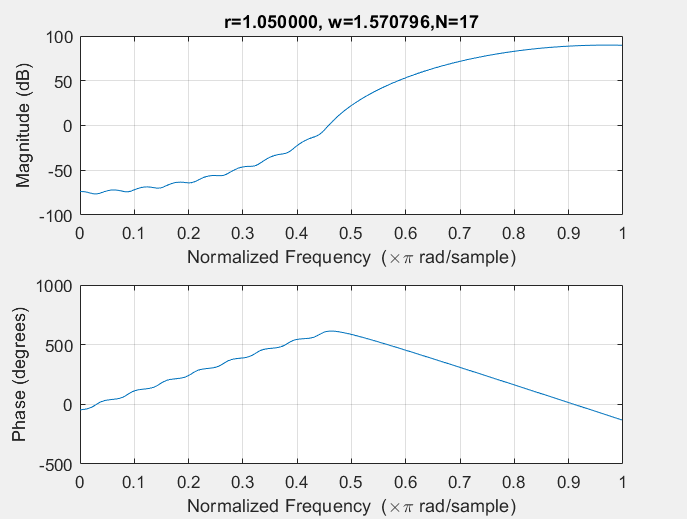 r=1.050000, w=1.570796,N=17
100
50
0
-50
-100
Magnitude (dB)
0 0.1 0.2 0.3 0.4 0.5 0.6 0.7 0.8 0.9 1
Normalized Frequency (×π rad/sample)
1000
500
0
-500
Phase (degrees)
0 0.1 0.2 0.3 0.4 0.5 0.6 0.7 0.8 0.9 1
Normalized Frequency (×π rad/sample)